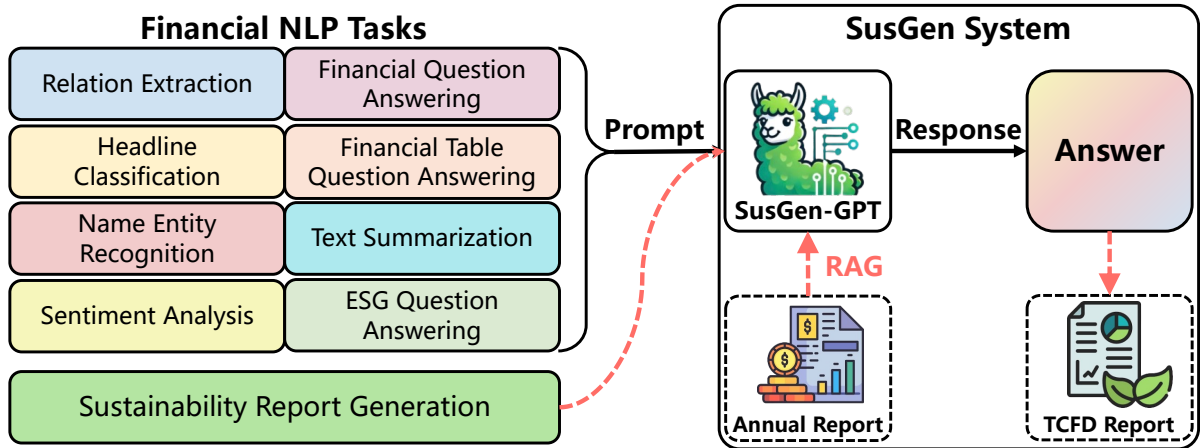 Financial NLP Tasks
Relation Extraction
Financial Question
Answering
Headline
Classification
Financial Table
Question Answering
Name Entity
Recognition
Text Summarization
Sentiment Analysis
ESG Question
Answering
Sustainability Report Generation
Prompt
SusGen System
SusGen-GPT
Response
Answer
RAG
$
$
Annual Report
TCFD Report